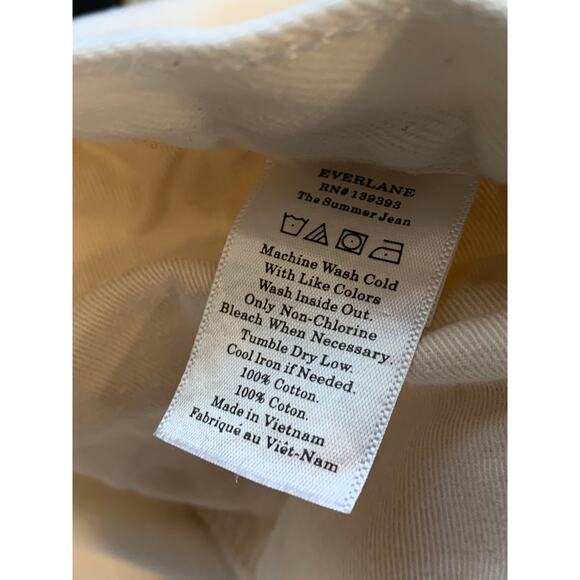 EVERLANE
RN# 139393
The Summer Jean
Machine Wash Cold
With Like Colors
Wash Inside Out.
Only Non-Chlorine
Bleach When Necessary.
Tumble Dry Low.
Cool Iron if Needed.
100% Cotton.
100% Coton.
Made in Vietnam
Fabriqué au Viêt-Nam